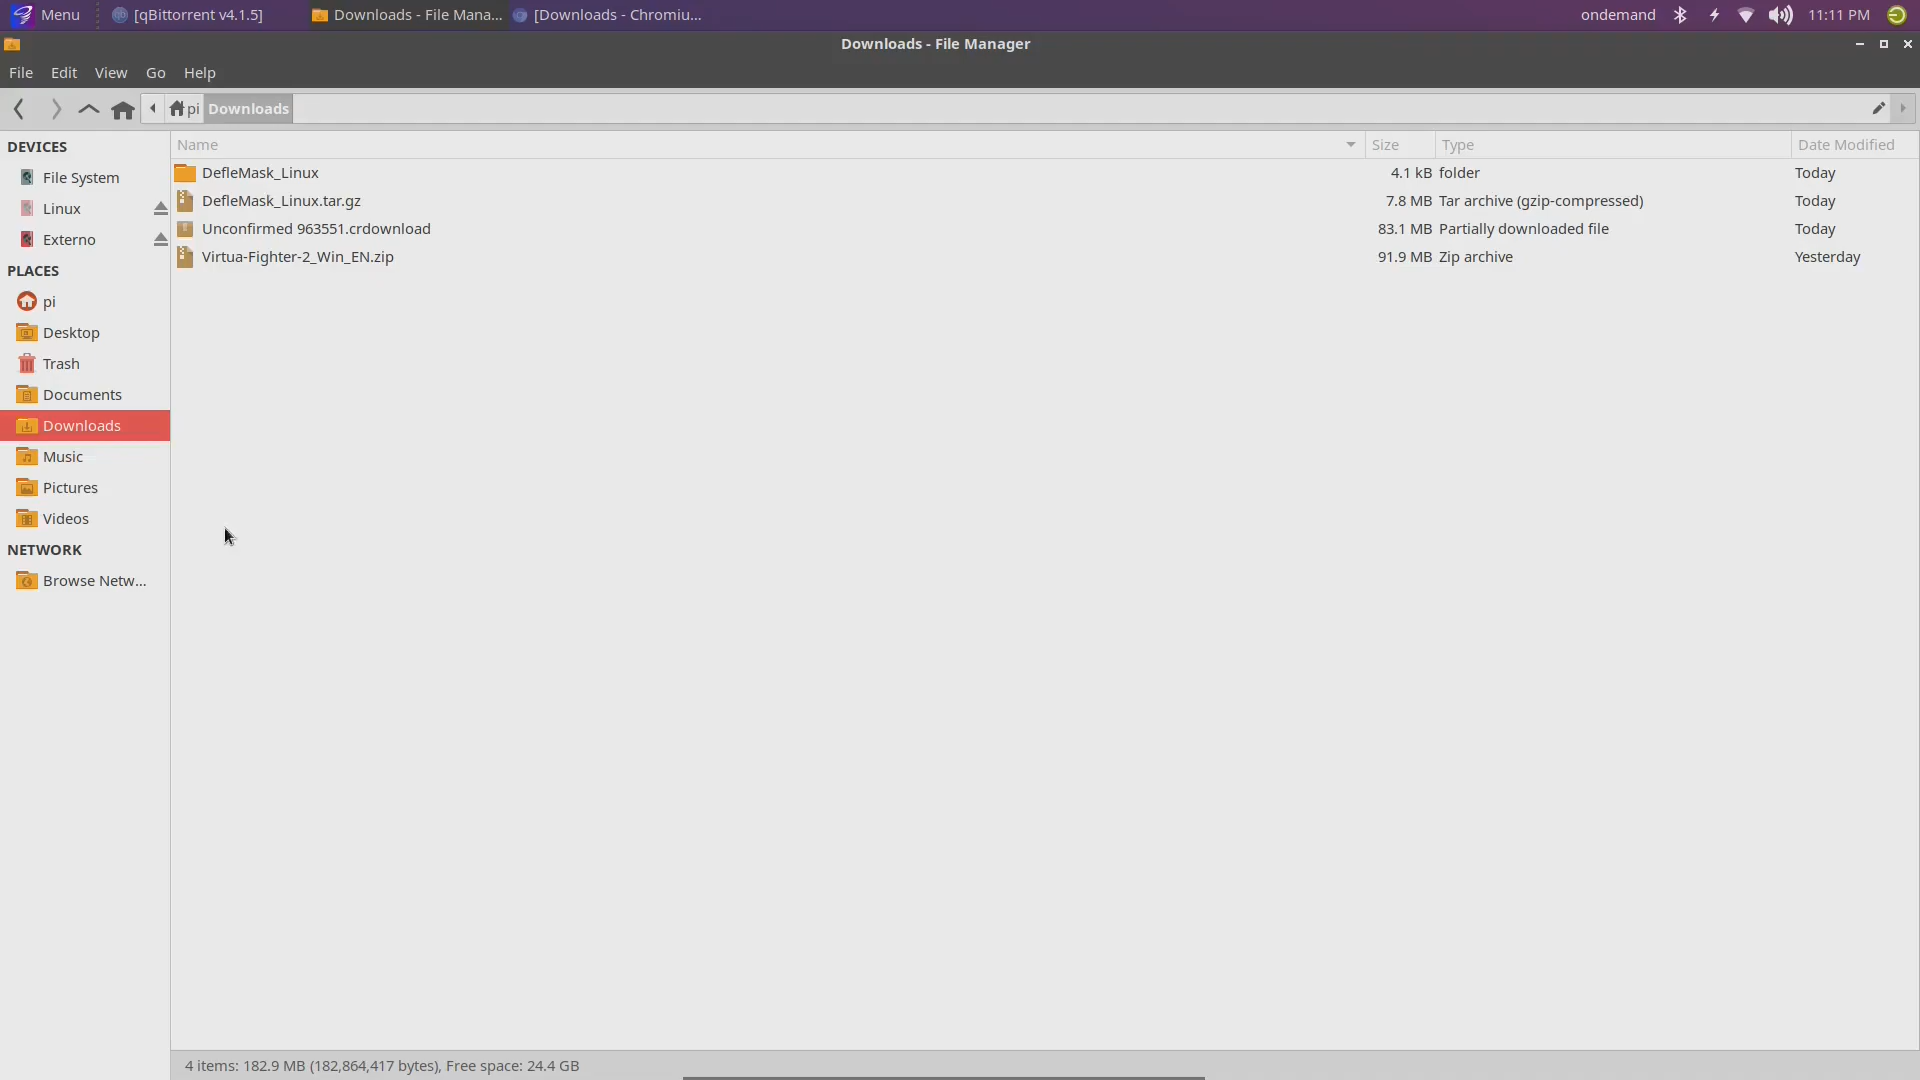 Menu [qBittorrent v4.1.5] Downloads - File Mana... [Downloads - Chromiu... ondemand 11:11 PM
Downloads - File Manager
File Edit View Go Help
pi Downloads
DEVICES
File System
Linux
Externo
PLACES
pi
Desktop
Trash
Documents
Downloads
Music
Pictures
Videos
NETWORK
Browse Netw...
Name Size Type Date Modified
DefleMask_Linux 4.1 kB folder Today
DefleMask_Linux.tar.gz 7.8 MB Tar archive (gzip-compressed) Today
Unconfirmed 963551.crdownload 83.1 MB Partially downloaded file Today
Virtua-Fighter-2_Win_EN.zip 91.9 MB Zip archive Yesterday
4 items: 182.9 MB (182,864,417 bytes), Free space: 24.4 GB